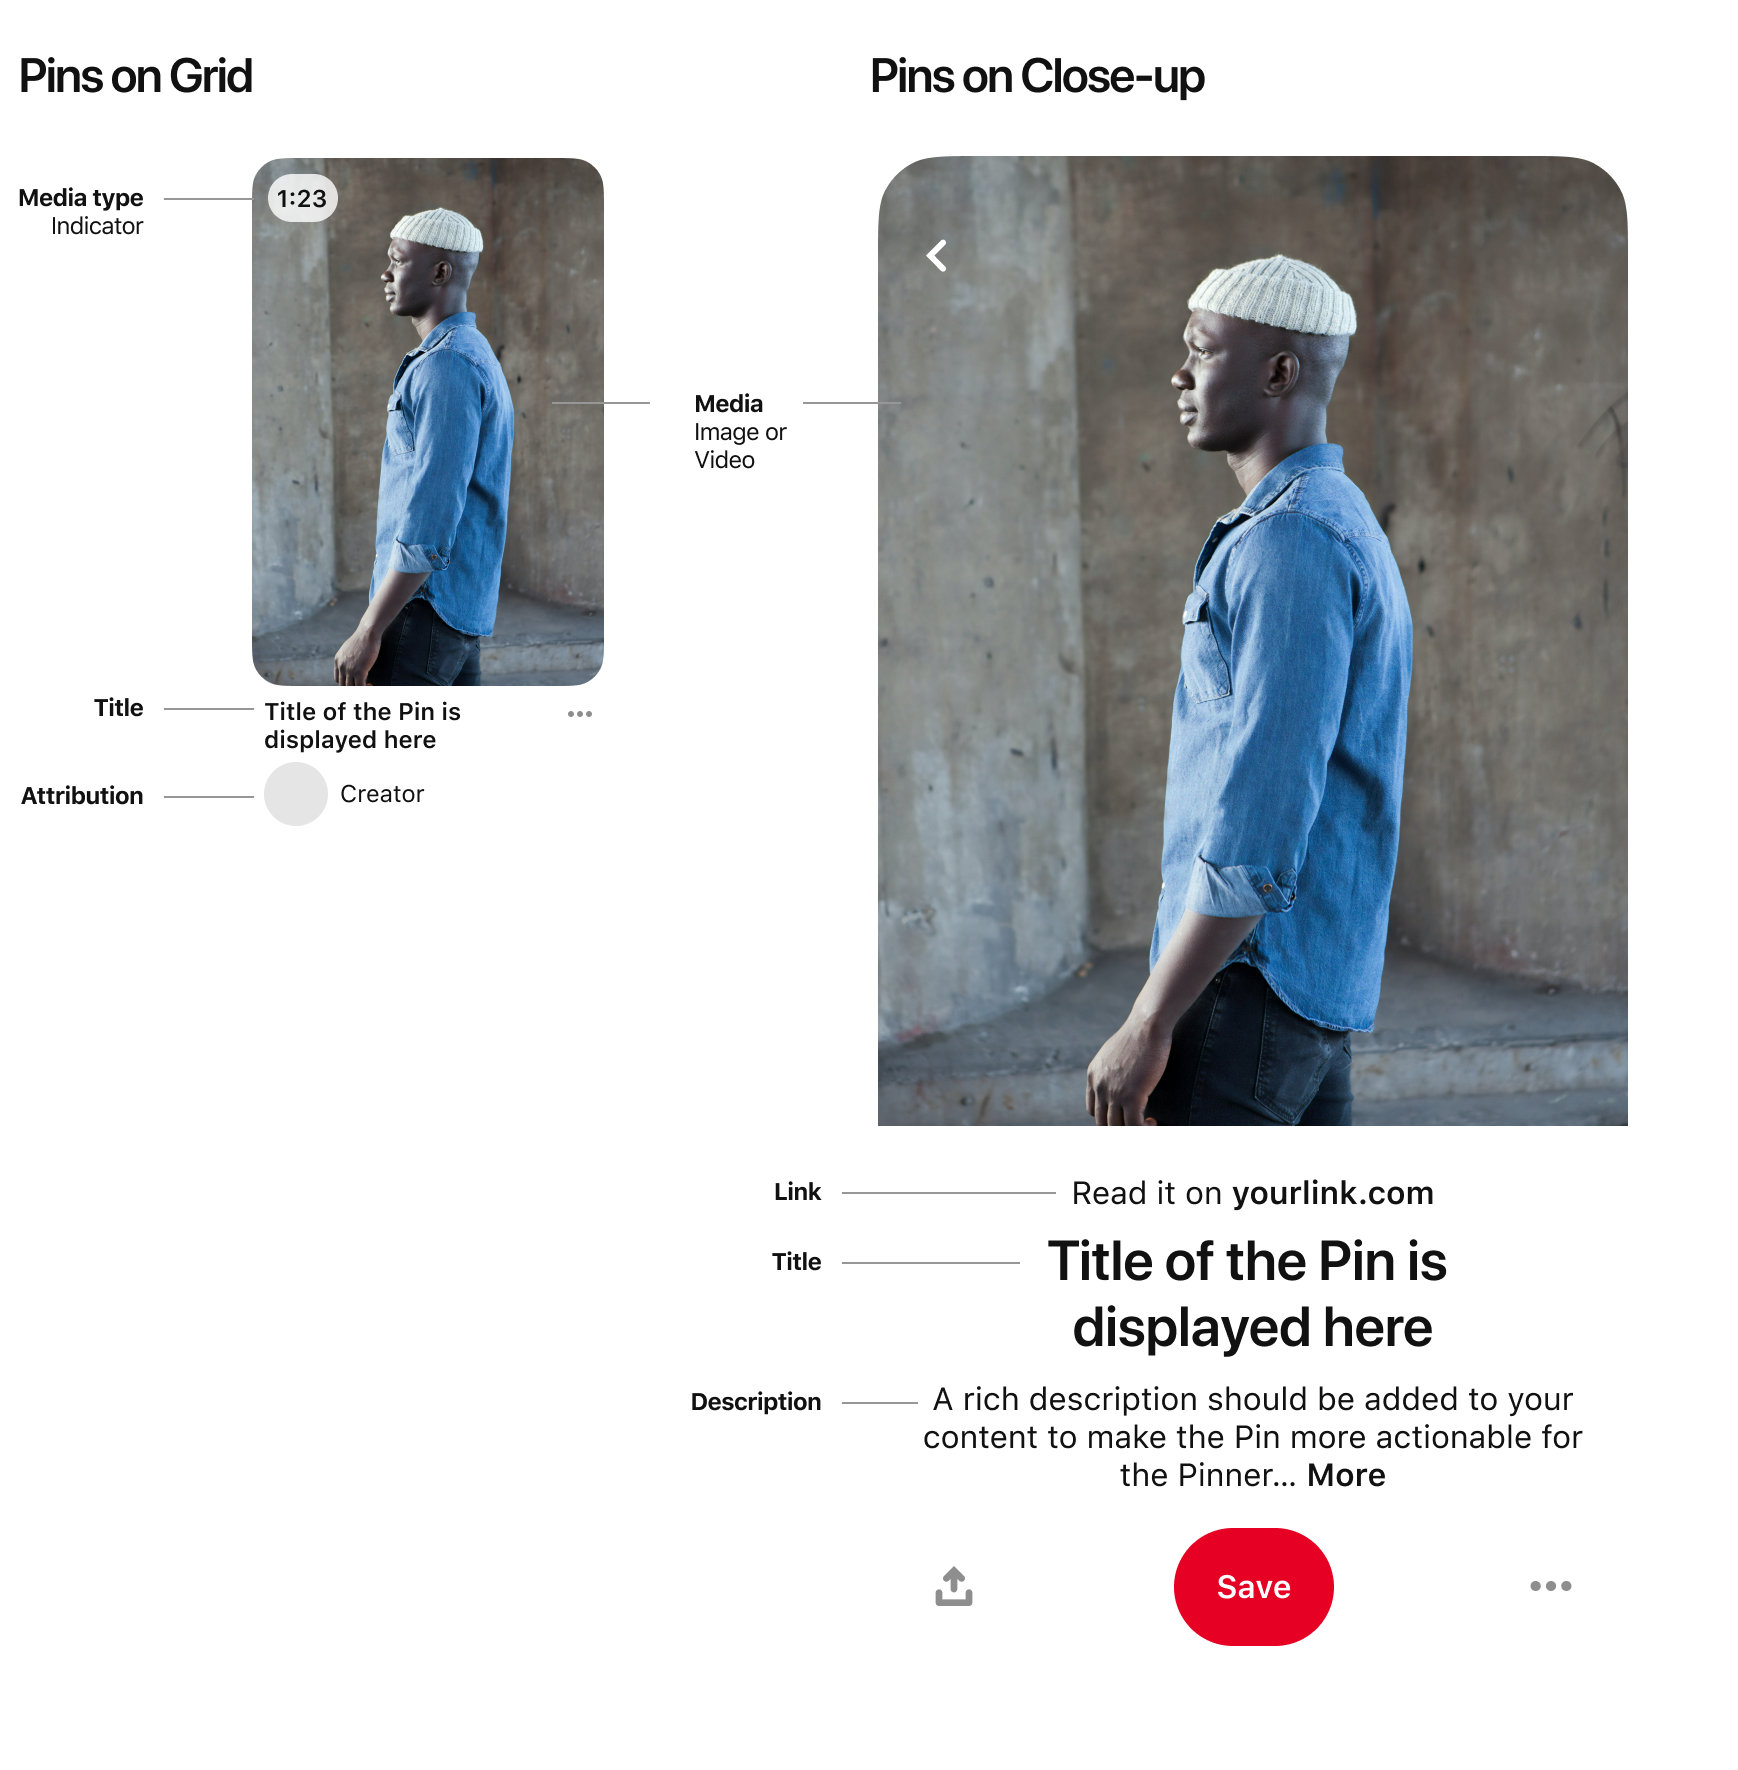 Pins on Grid
Media type
Indicator
1:23
Title
Title of the Pin is
displayed here
Attribution
Creator
Media
Image or
Video
Pins on Close-up
Link
Read it on yourlink.com
Title
Title of the Pin is
displayed here
Description
A rich description should be added to your
content to make the Pin more actionable for
the Pinner... More
Save